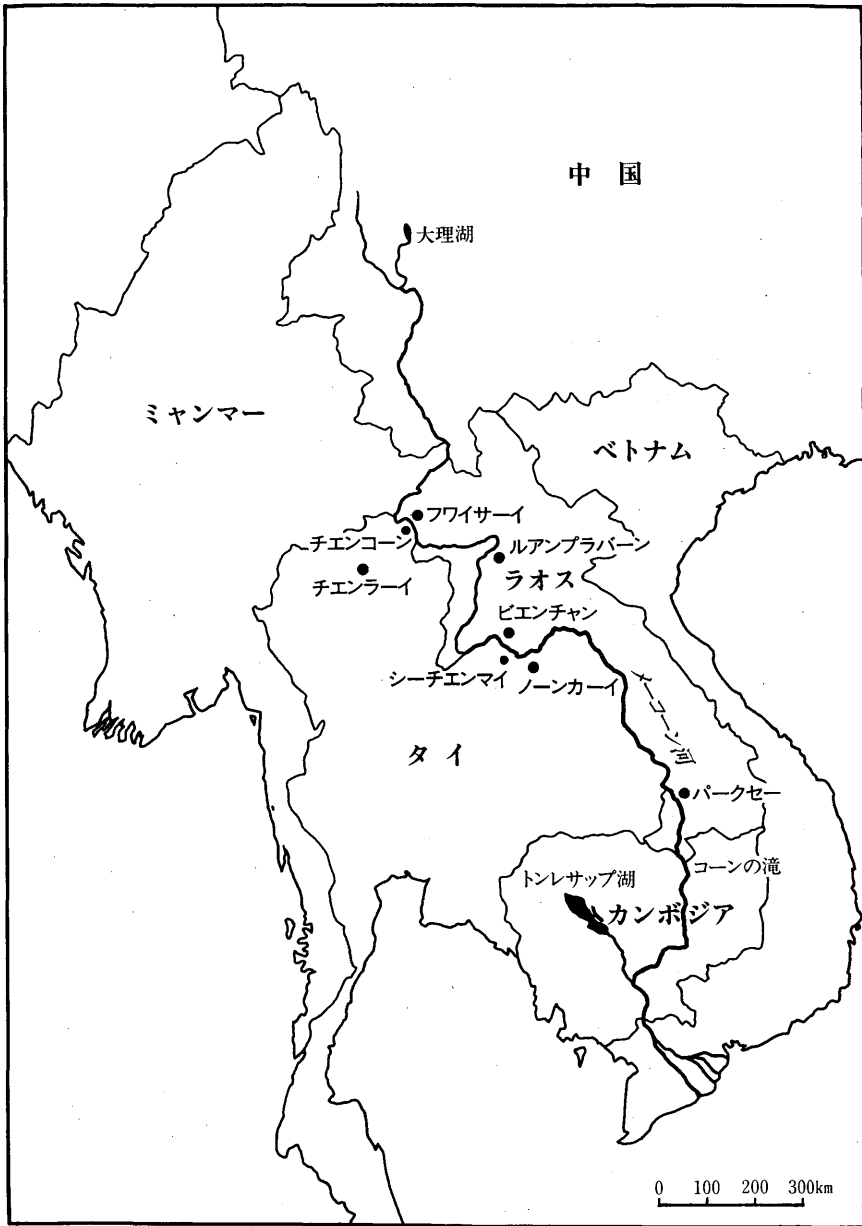 中国
大理湖
ミャンマー
ベトナム
フワイサーイ
チエンコーン
ルアンプラバーン
チエンラーイ
ラオス
ビエンチャン
シーチエンマイ
ノーンカーイ
メーコーン河
タイ
パークセー
コーンの滝
トンレサップ湖
カンボジア
0 100 200 300km